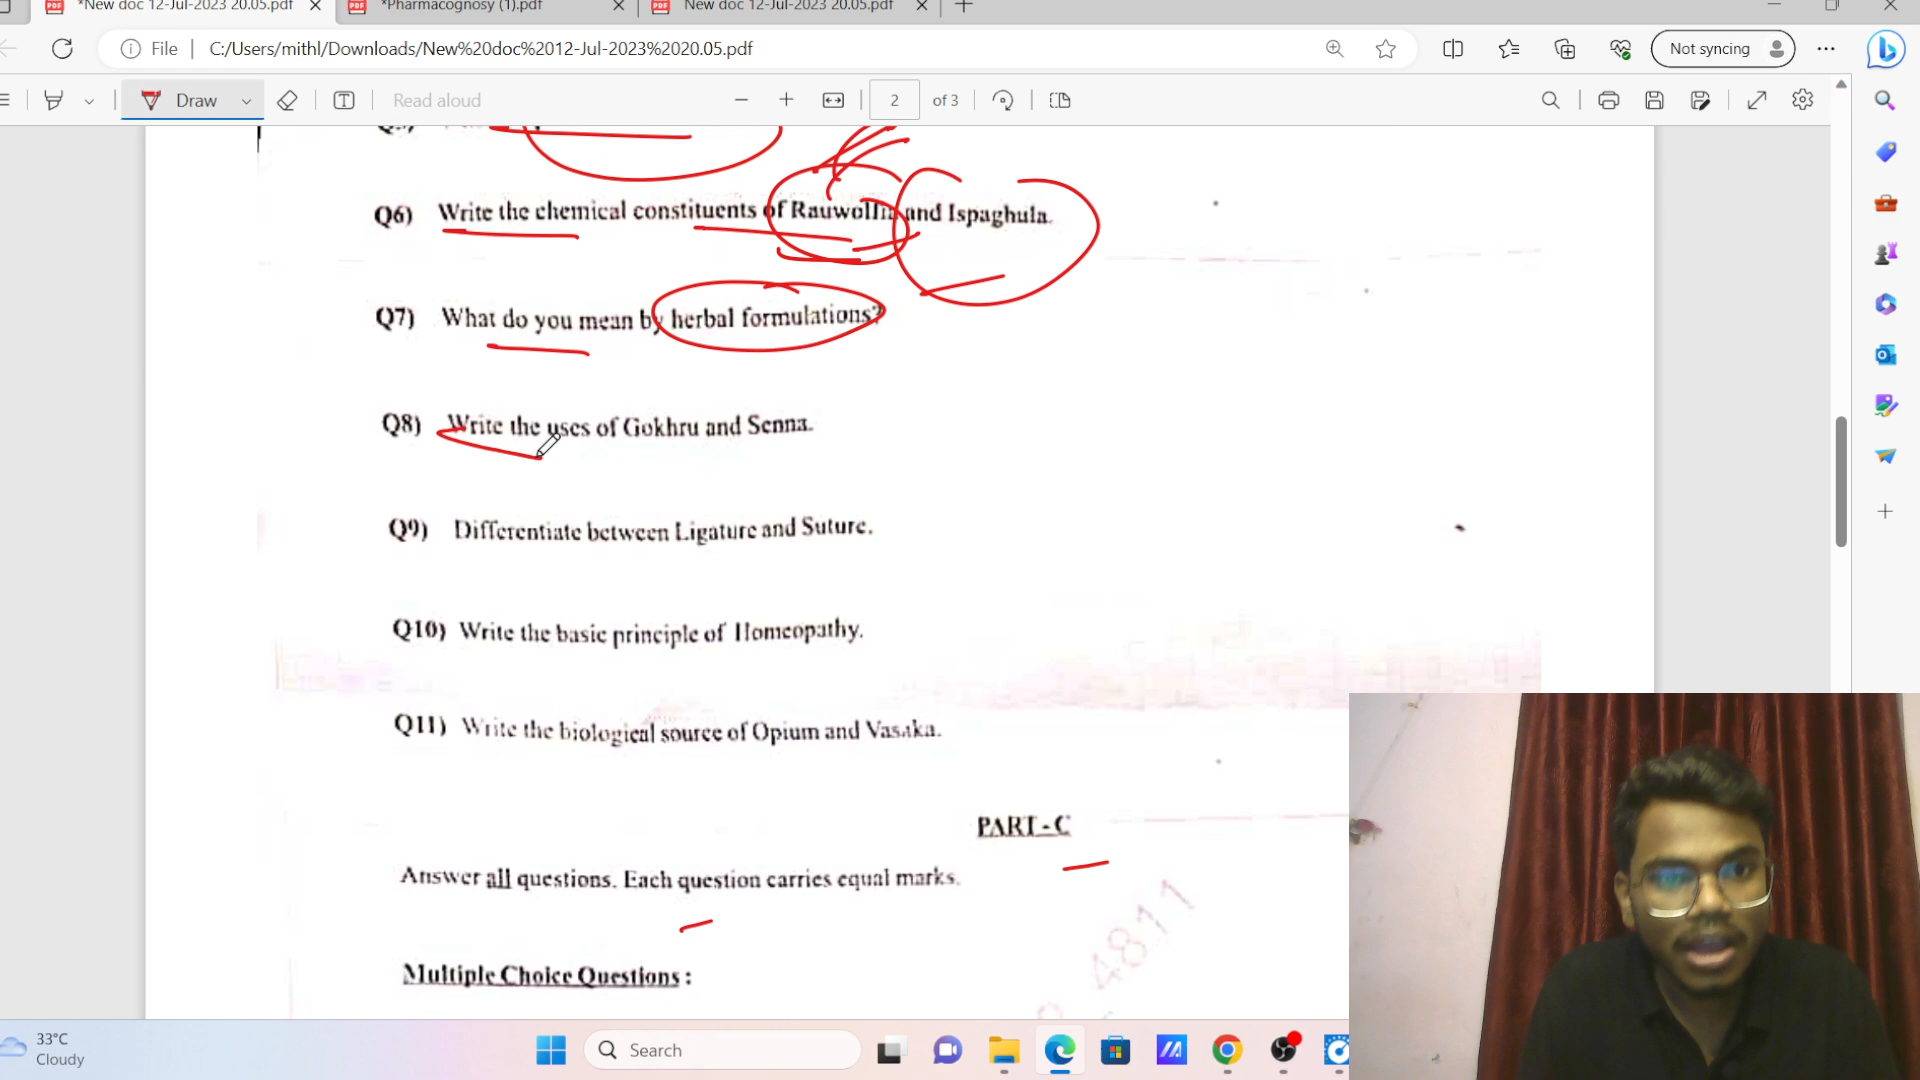 *New doc 12-Jul-2023 20.05.pdf
*Pharmacognosy (1).pdf
New doc 12-Jul-2023 20.05.pdf
File
C:/Users/mithl/Downloads/New%20doc%2012-Jul-2023%2020.05.pdf
Not syncing
Draw
Read aloud
2
of 3
Q6) Write the chemical constituents of Rauwolfia and Ispaghula.
Q7) What do you mean by herbal formulations?
Q8) Write the uses of Gokhru and Senna.
Q9) Differentiate between Ligature and Suture.
Q10) Write the basic principle of Homeopathy.
Q11) Write the biological source of Opium and Vasaka.
PART - C
Answer all questions. Each question carries equal marks.
4811
Multiple Choice Questions :
33°C
Cloudy
Search